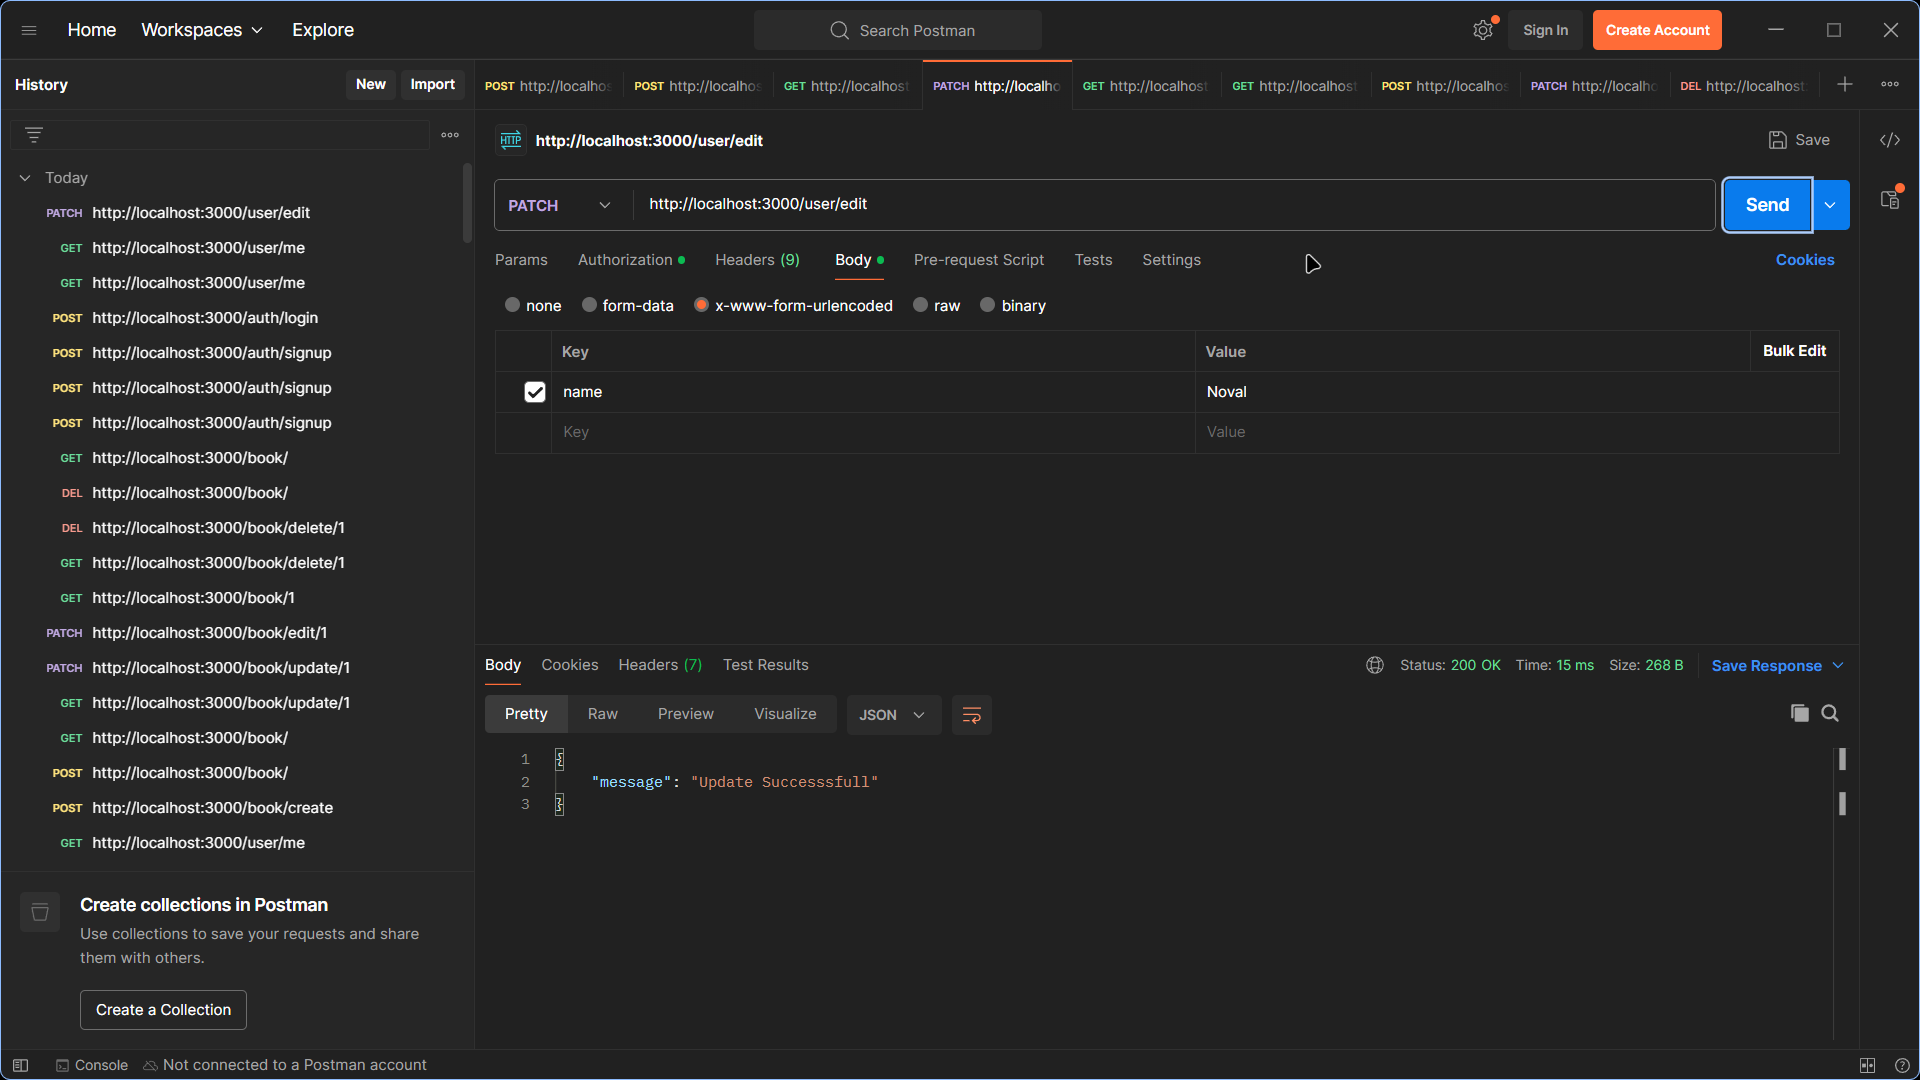 Home Workspaces Explore Search Postman Sign In Create Account
History New Import
POST http://localhos POST http://localhos GET http://localhost PATCH http://localho GET http://localhost GET http://localhost POST http://localhos PATCH http://localho DEL http://localhost:
HTTP http://localhost:3000/user/edit Save
PATCH http://localhost:3000/user/edit Send
Params Authorization Headers (9) Body Pre-request Script Tests Settings Cookies
none form-data x-www-form-urlencoded raw binary
Key Value Bulk Edit
name Noval
Key Value
Today
PATCH http://localhost:3000/user/edit
GET http://localhost:3000/user/me
GET http://localhost:3000/user/me
POST http://localhost:3000/auth/login
POST http://localhost:3000/auth/signup
POST http://localhost:3000/auth/signup
POST http://localhost:3000/auth/signup
GET http://localhost:3000/book/
DEL http://localhost:3000/book/
DEL http://localhost:3000/book/delete/1
GET http://localhost:3000/book/delete/1
GET http://localhost:3000/book/1
PATCH http://localhost:3000/book/edit/1
PATCH http://localhost:3000/book/update/1
GET http://localhost:3000/book/update/1
GET http://localhost:3000/book/
POST http://localhost:3000/book/
POST http://localhost:3000/book/create
GET http://localhost:3000/user/me
Create collections in Postman
Use collections to save your requests and share
them with others.
Create a Collection
Body Cookies Headers (7) Test Results Status: 200 OK Time: 15 ms Size: 268 B Save Response
Pretty Raw Preview Visualize JSON
1 {
2 "message": "Update Successsfull"
3 }
Console Not connected to a Postman account